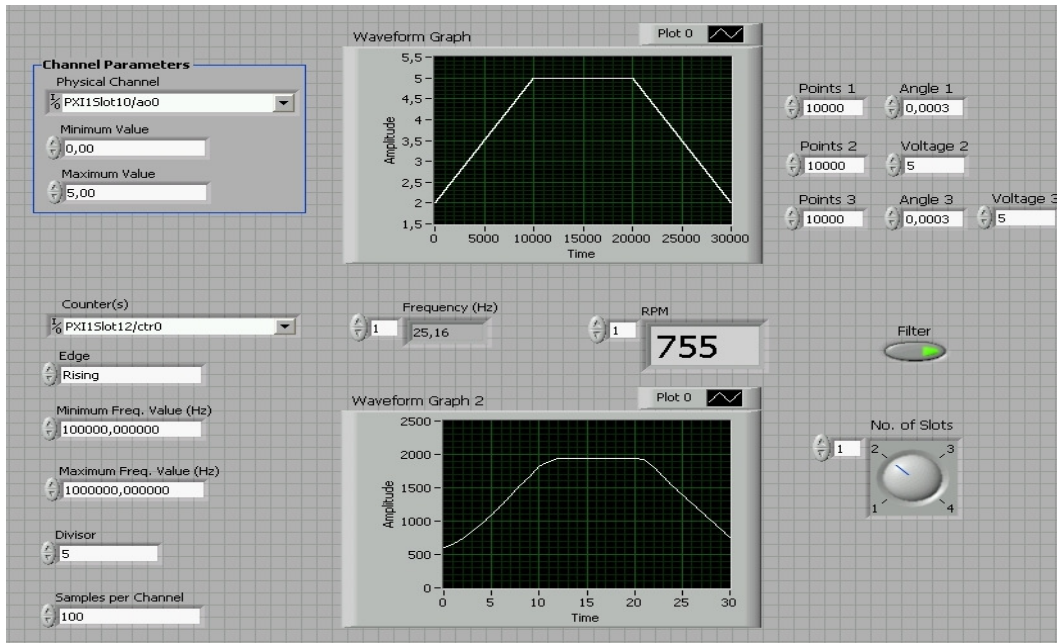 Channel Parameters
Physical Channel
PXI1Slot10/ao0
Minimum Value
0,00
Maximum Value
5,00
Waveform Graph
Plot 0
5,5
5
4,5
4
3,5
3
2,5
2
1,5
Amplitude
0 5000 10000 15000 20000 25000 30000
Time
Points 1 Angle 1
10000 0,0003
Points 2 Voltage 2
10000 5
Points 3 Angle 3 Voltage 3
10000 0,0003 5
Counter(s)
PXI1Slot12/ctr0
Edge
Rising
Minimum Freq. Value (Hz)
100000,000000
Maximum Freq. Value (Hz)
1000000,000000
Divisor
5
Samples per Channel
100
Frequency (Hz)
1 25,16
RPM
1 755
Filter
Waveform Graph 2
Plot 0
2500
2000
1500
1000
500
0
Amplitude
0 5 10 15 20 25 30
Time
No. of Slots
1
2 3
1 4